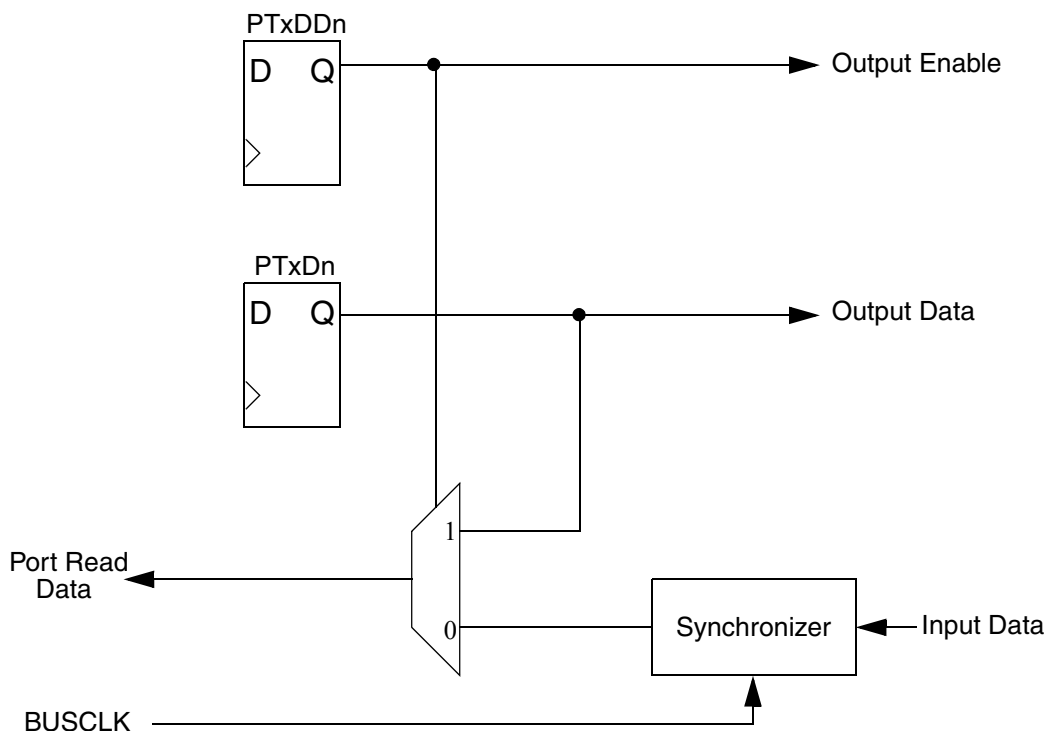 PTxDDn
D Q
Output Enable
PTxDn
D Q
Output Data
1
Port Read
Data
0
Synchronizer
Input Data
BUSCLK